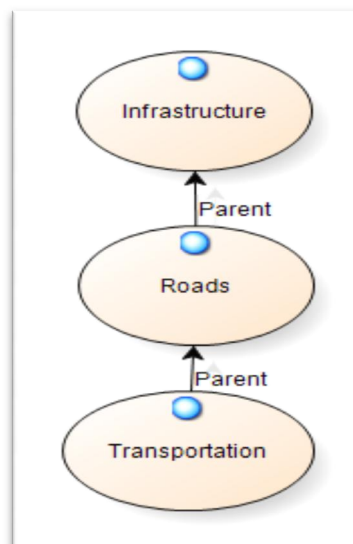 Infrastructure
Parent
Roads
Parent
Transportation